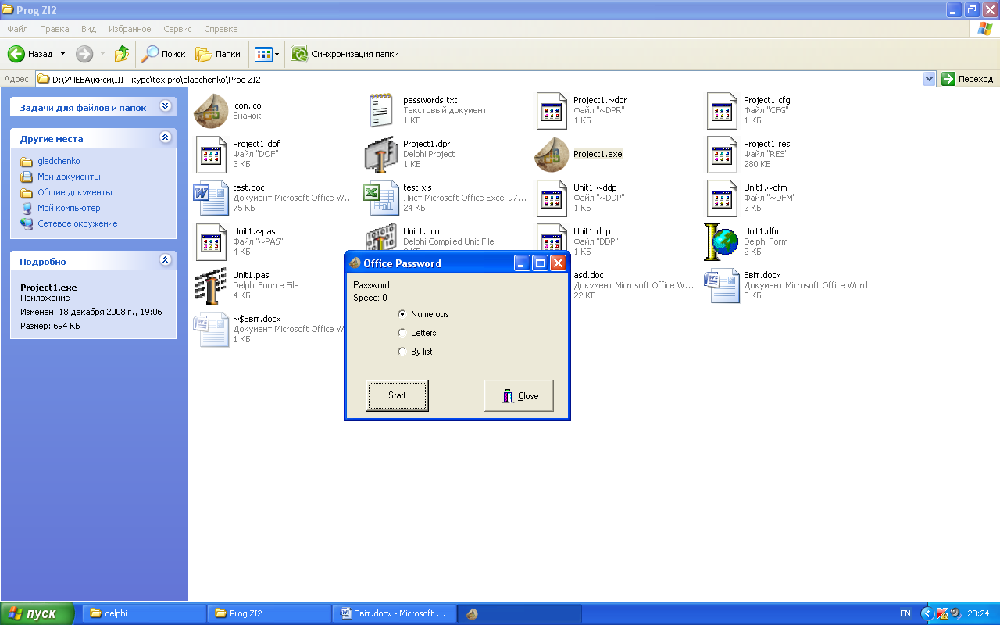 Prog ZI2
Файл Правка Вид Избранное Сервис Справка
Назад Поиск Папки Синхронизация папки
Адрес: D:\УЧЕБА\киси\III - курс\tex pro\gladchenko\Prog ZI2 Переход
Задачи для файлов и папок
Другие места
gladchenko
Мои документы
Общие документы
Мой компьютер
Сетевое окружение
Подробно
Project1.exe
Приложение
Изменен: 18 декабря 2008 г., 19:06
Размер: 694 КБ
icon.ico
Значок
passwords.txt
Текстовый документ
1 КБ
Project1.~dpr
Файл "~DPR"
1 КБ
Project1.cfg
Файл "CFG"
1 КБ
Project1.dof
Файл "DOF"
3 КБ
Project1.dpr
Delphi Project
1 КБ
Project1.exe
Project1.res
Файл "RES"
280 КБ
test.doc
Документ Microsoft Office W...
75 КБ
test.xls
Лист Microsoft Office Excel 97...
24 КБ
Unit1.~ddp
Файл "~DDP"
1 КБ
Unit1.~dfm
Файл "~DFM"
2 КБ
Unit1.~pas
Файл "~PAS"
4 КБ
Unit1.dcu
Delphi Compiled Unit File
Unit1.ddp
Файл "DDP"
1 КБ
Unit1.dfm
Delphi Form
2 КБ
Unit1.pas
Delphi Source File
4 КБ
asd.doc
Документ Microsoft Office W...
22 КБ
Звіт.docx
Документ Microsoft Office Word
0 КБ
~$Звіт.docx
Документ Microsoft Office W
1 КБ
Office Password
Password:
Speed: 0
Numerous
Letters
By list
Start
Close
пуск
delphi
Prog ZI2
Звіт.docx - Microsoft ...
EN
23:24